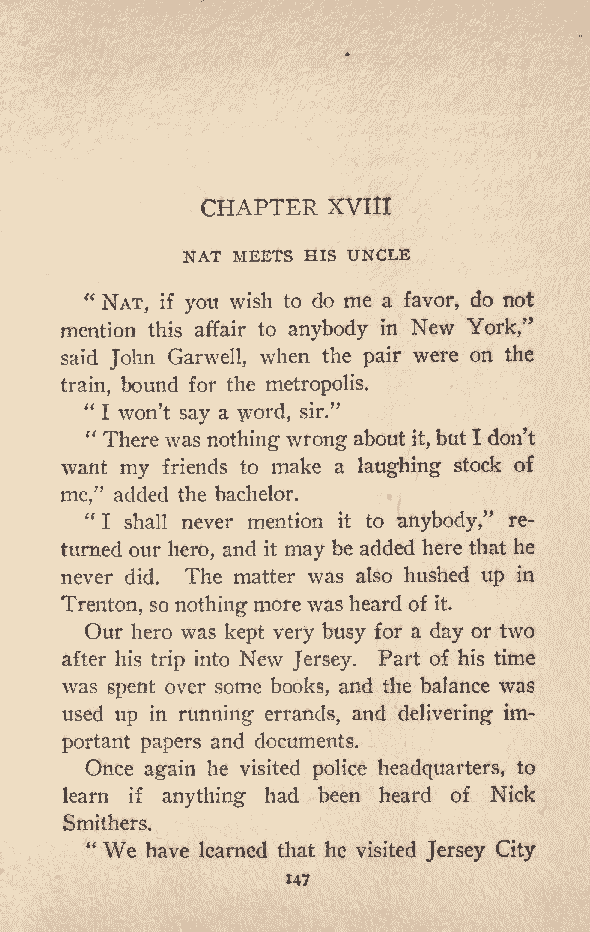 CHAPTER XVIII
NAT MEETS HIS UNCLE
“ NAT, if you wish to do me a favor, do not
mention this affair to anybody in New York,”
said John Garwell, when the pair were on the
train, bound for the metropolis.
“ I won’t say a word, sir.”
“ There was nothing wrong about it, but I don’t
want my friends to make a laughing stock of
me,” added the bachelor.
“ I shall never mention it to anybody,” re-
turned our hero, and it may be added here that he
never did. The matter was also hushed up in
Trenton, so nothing more was heard of it.
Our hero was kept very busy for a day or two
after his trip into New Jersey. Part of his time
was spent over some books, and the balance was
used up in running errands, and delivering im-
portant papers and documents.
Once again he visited police headquarters, to
learn if anything had been heard of Nick
Smithers.
“ We have learned that he visited Jersey City
147